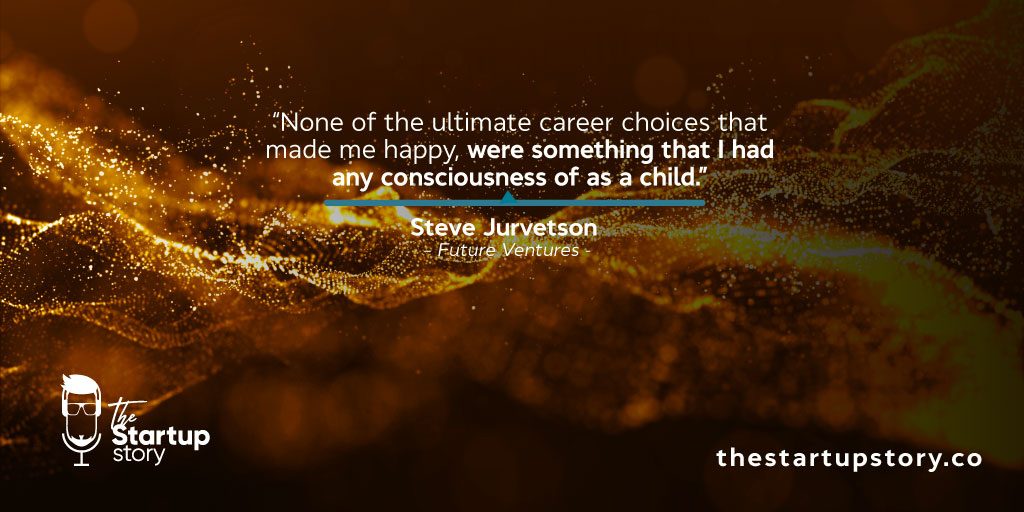 “None of the ultimate career choices that
made me happy, were something that I had
any consciousness of as a child.”
Steve Jurvetson
- Future Ventures -
The
Startup
story
thestartupstory.co